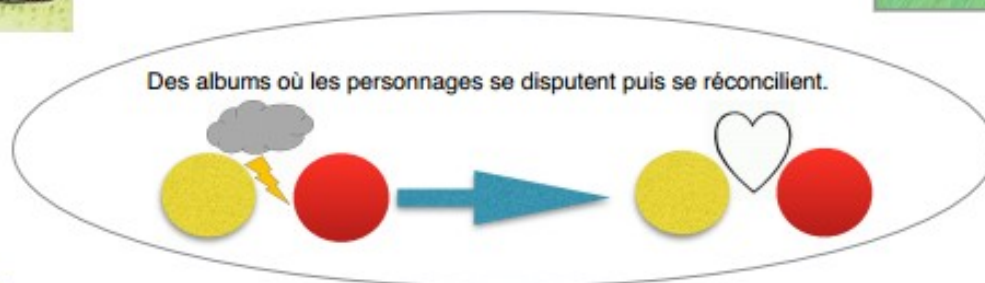 Des albums où les personnages se disputent puis se réconcilient.